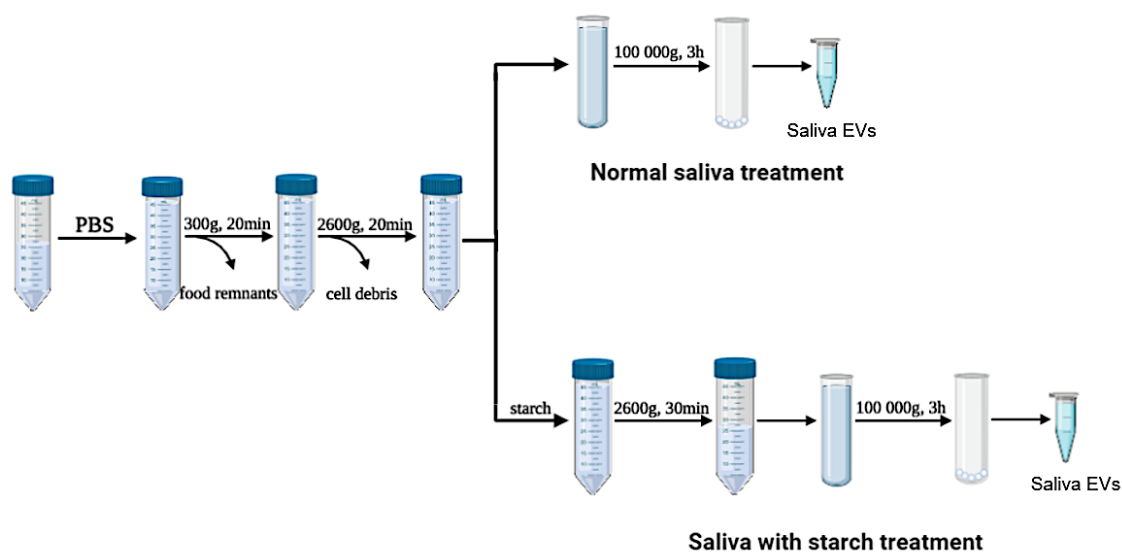 100 000g, 3h
Saliva EVs
Normal saliva treatment
PBS
300g, 20min
2600g, 20min
food remnants
cell debris
starch
2600g, 30min
100 000g, 3h
Saliva EVs
Saliva with starch treatment